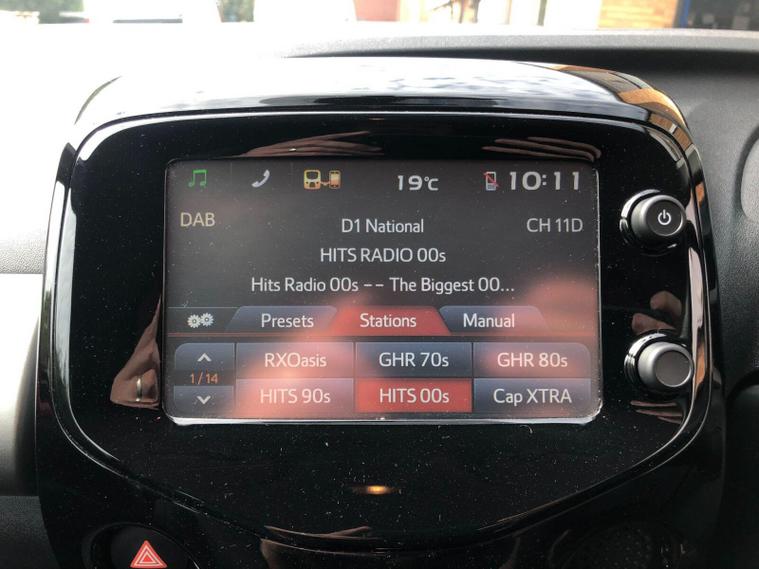 19°C 10:11
DAB D1 National CH 11D
HITS RADIO 00s
Hits Radio 00s -- The Biggest 00...
Presets Stations Manual
RXOasis GHR 70s GHR 80s
1/14
HITS 90s HITS 00s Cap XTRA